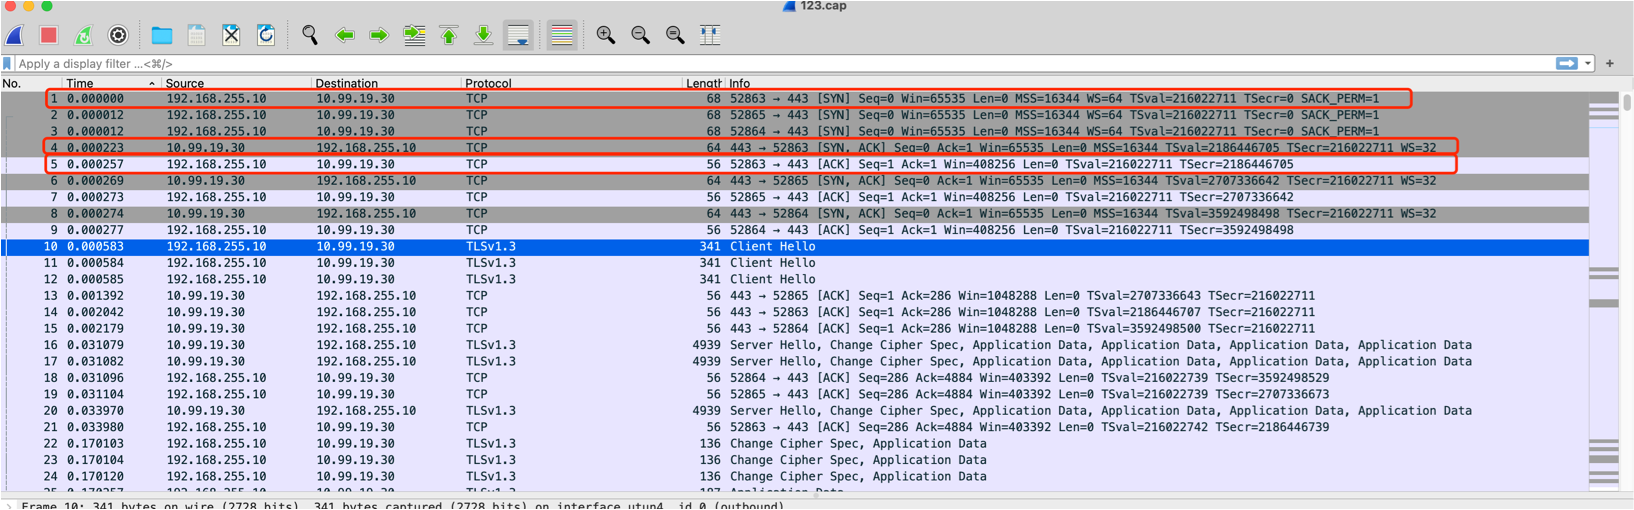 123.cap
Apply a display filter ...<⌘/>
No. Time Source Destination Protocol Length Info
1 0.000000 192.168.255.10 10.99.19.30 TCP 68 52863 → 443 [SYN] Seq=0 Win=65535 Len=0 MSS=16344 WS=64 TSval=216022711 TSecr=0 SACK_PERM=1
2 0.000012 192.168.255.10 10.99.19.30 TCP 68 52865 → 443 [SYN] Seq=0 Win=65535 Len=0 MSS=16344 WS=64 TSval=216022711 TSecr=0 SACK_PERM=1
3 0.000012 192.168.255.10 10.99.19.30 TCP 68 52864 → 443 [SYN] Seq=0 Win=65535 Len=0 MSS=16344 WS=64 TSval=216022711 TSecr=0 SACK_PERM=1
4 0.000223 10.99.19.30 192.168.255.10 TCP 64 443 → 52863 [SYN, ACK] Seq=0 Ack=1 Win=65535 Len=0 MSS=16344 TSval=2186446705 TSecr=216022711 WS=32
5 0.000257 192.168.255.10 10.99.19.30 TCP 56 52863 → 443 [ACK] Seq=1 Ack=1 Win=408256 Len=0 TSval=216022711 TSecr=2186446705
6 0.000269 10.99.19.30 192.168.255.10 TCP 64 443 → 52865 [SYN, ACK] Seq=0 Ack=1 Win=65535 Len=0 MSS=16344 TSval=2707336642 TSecr=216022711 WS=32
7 0.000273 192.168.255.10 10.99.19.30 TCP 56 52865 → 443 [ACK] Seq=1 Ack=1 Win=408256 Len=0 TSval=216022711 TSecr=2707336642
8 0.000274 10.99.19.30 192.168.255.10 TCP 64 443 → 52864 [SYN, ACK] Seq=0 Ack=1 Win=65535 Len=0 MSS=16344 TSval=3592498498 TSecr=216022711 WS=32
9 0.000277 192.168.255.10 10.99.19.30 TCP 56 52864 → 443 [ACK] Seq=1 Ack=1 Win=408256 Len=0 TSval=216022711 TSecr=3592498498
10 0.000583 192.168.255.10 10.99.19.30 TLSv1.3 341 Client Hello
11 0.000584 192.168.255.10 10.99.19.30 TLSv1.3 341 Client Hello
12 0.000585 192.168.255.10 10.99.19.30 TLSv1.3 341 Client Hello
13 0.001392 10.99.19.30 192.168.255.10 TCP 56 443 → 52865 [ACK] Seq=1 Ack=286 Win=1048288 Len=0 TSval=2707336643 TSecr=216022711
14 0.002042 10.99.19.30 192.168.255.10 TCP 56 443 → 52863 [ACK] Seq=1 Ack=286 Win=1048288 Len=0 TSval=2186446707 TSecr=216022711
15 0.002179 10.99.19.30 192.168.255.10 TCP 56 443 → 52864 [ACK] Seq=1 Ack=286 Win=1048288 Len=0 TSval=3592498500 TSecr=216022711
16 0.031079 10.99.19.30 192.168.255.10 TLSv1.3 4939 Server Hello, Change Cipher Spec, Application Data, Application Data, Application Data, Application Data
17 0.031082 10.99.19.30 192.168.255.10 TLSv1.3 4939 Server Hello, Change Cipher Spec, Application Data, Application Data, Application Data, Application Data
18 0.031096 192.168.255.10 10.99.19.30 TCP 56 52864 → 443 [ACK] Seq=286 Ack=4884 Win=403392 Len=0 TSval=216022739 TSecr=3592498529
19 0.031104 192.168.255.10 10.99.19.30 TCP 56 52865 → 443 [ACK] Seq=286 Ack=4884 Win=403392 Len=0 TSval=216022739 TSecr=2707336673
20 0.033970 10.99.19.30 192.168.255.10 TLSv1.3 4939 Server Hello, Change Cipher Spec, Application Data, Application Data, Application Data, Application Data
21 0.033980 192.168.255.10 10.99.19.30 TCP 56 52863 → 443 [ACK] Seq=286 Ack=4884 Win=403392 Len=0 TSval=216022742 TSecr=2186446739
22 0.170103 192.168.255.10 10.99.19.30 TLSv1.3 136 Change Cipher Spec, Application Data
23 0.170104 192.168.255.10 10.99.19.30 TLSv1.3 136 Change Cipher Spec, Application Data
24 0.170120 192.168.255.10 10.99.19.30 TLSv1.3 136 Change Cipher Spec, Application Data
25 0.170257 192.168.255.10 10.99.19.30 TLSv1.3 187 Application Data
Frame 10: 341 bytes on wire (2728 bits), 341 bytes captured (2728 bits) on interface utun4, id 0 (outbound)